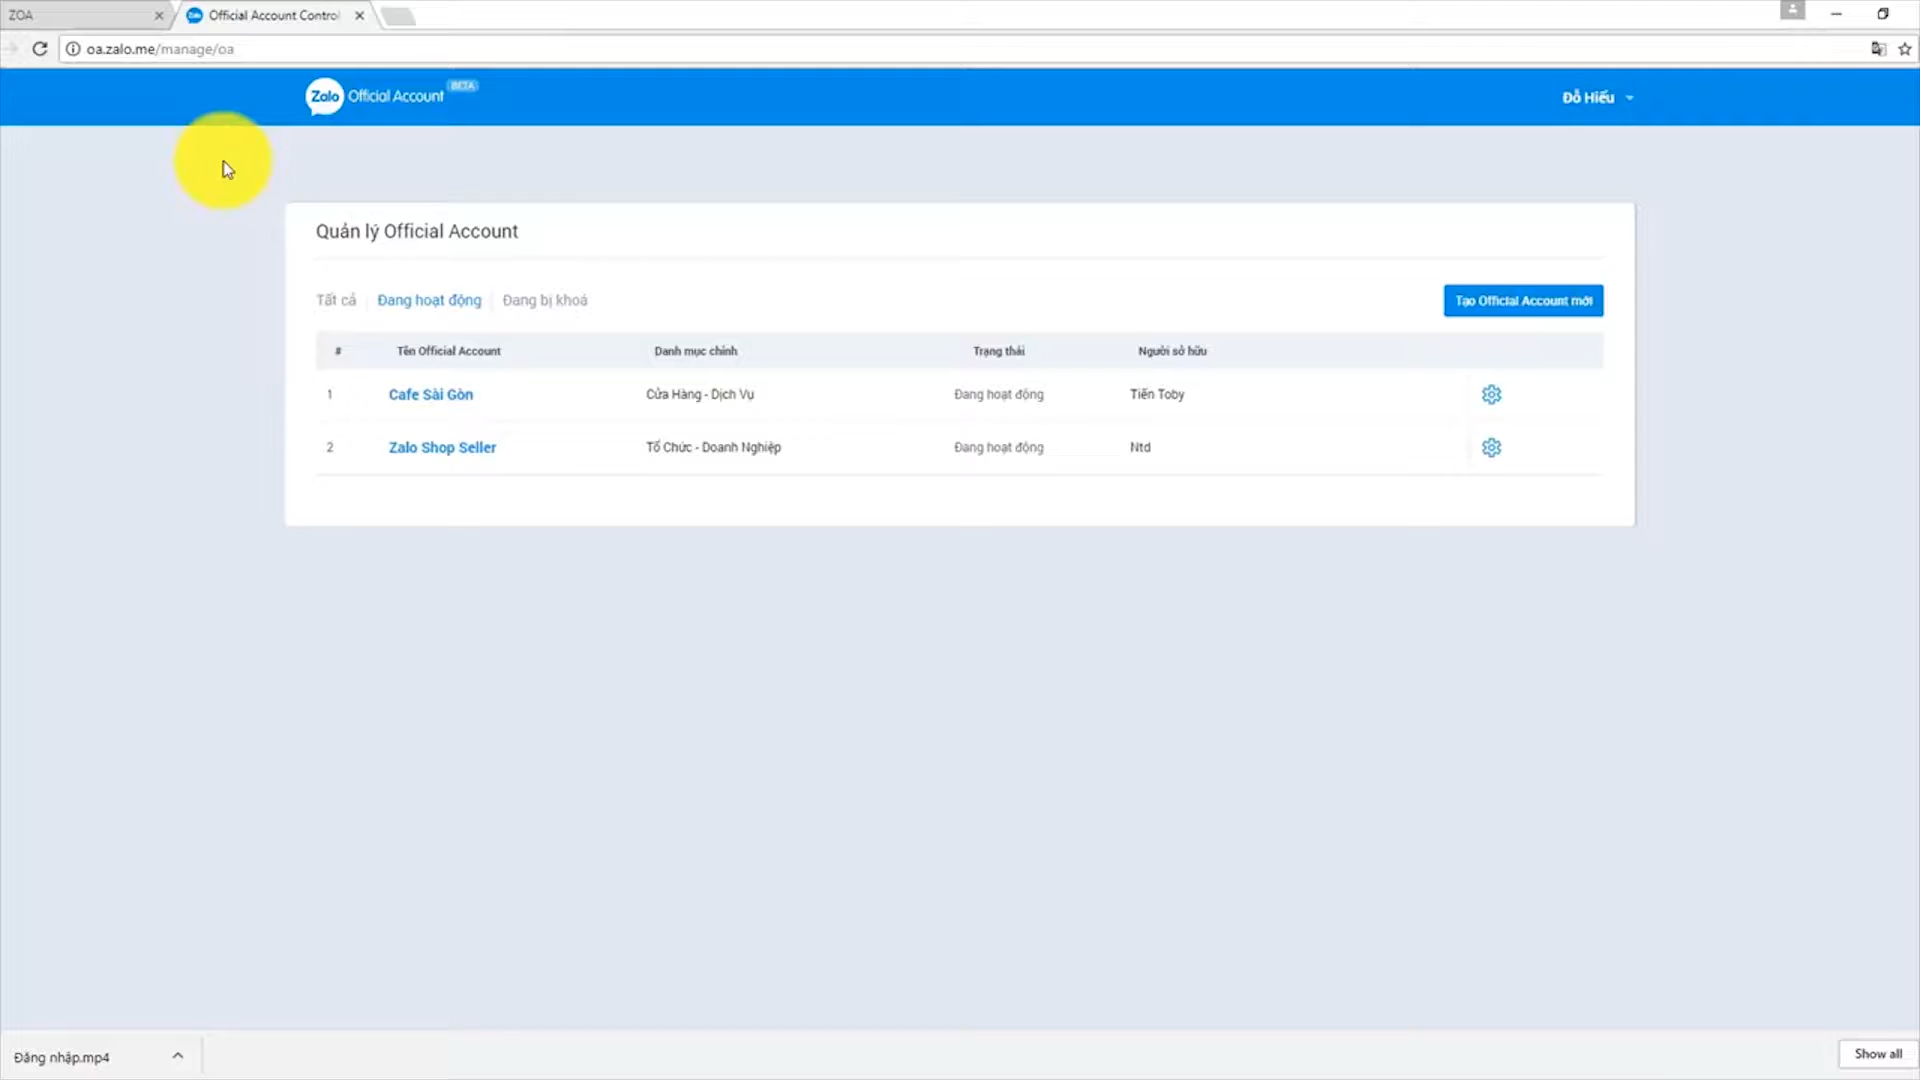 ZOA
Official Account Contro
oa.zalo.me/manage/oa
Zalo Official Account BETA
Đỗ Hiếu
Quản lý Official Account
Tất cả Đang hoạt động Đang bị khoá
Tạo Official Account mới
# Tên Official Account Danh mục chính Trạng thái Người sở hữu
1 Cafe Sài Gòn Cửa Hàng - Dịch Vụ Đang hoạt động Tiến Toby
2 Zalo Shop Seller Tổ Chức - Doanh Nghiệp Đang hoạt động Ntd
Đăng nhập.mp4
Show all